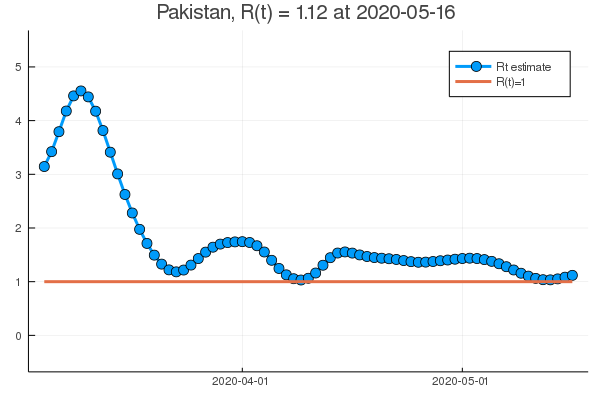 Pakistan, R(t) = 1.12 at 2020-05-16
Rt estimate
R(t)=1
5
4
3
2
1
0
2020-04-01
2020-05-01